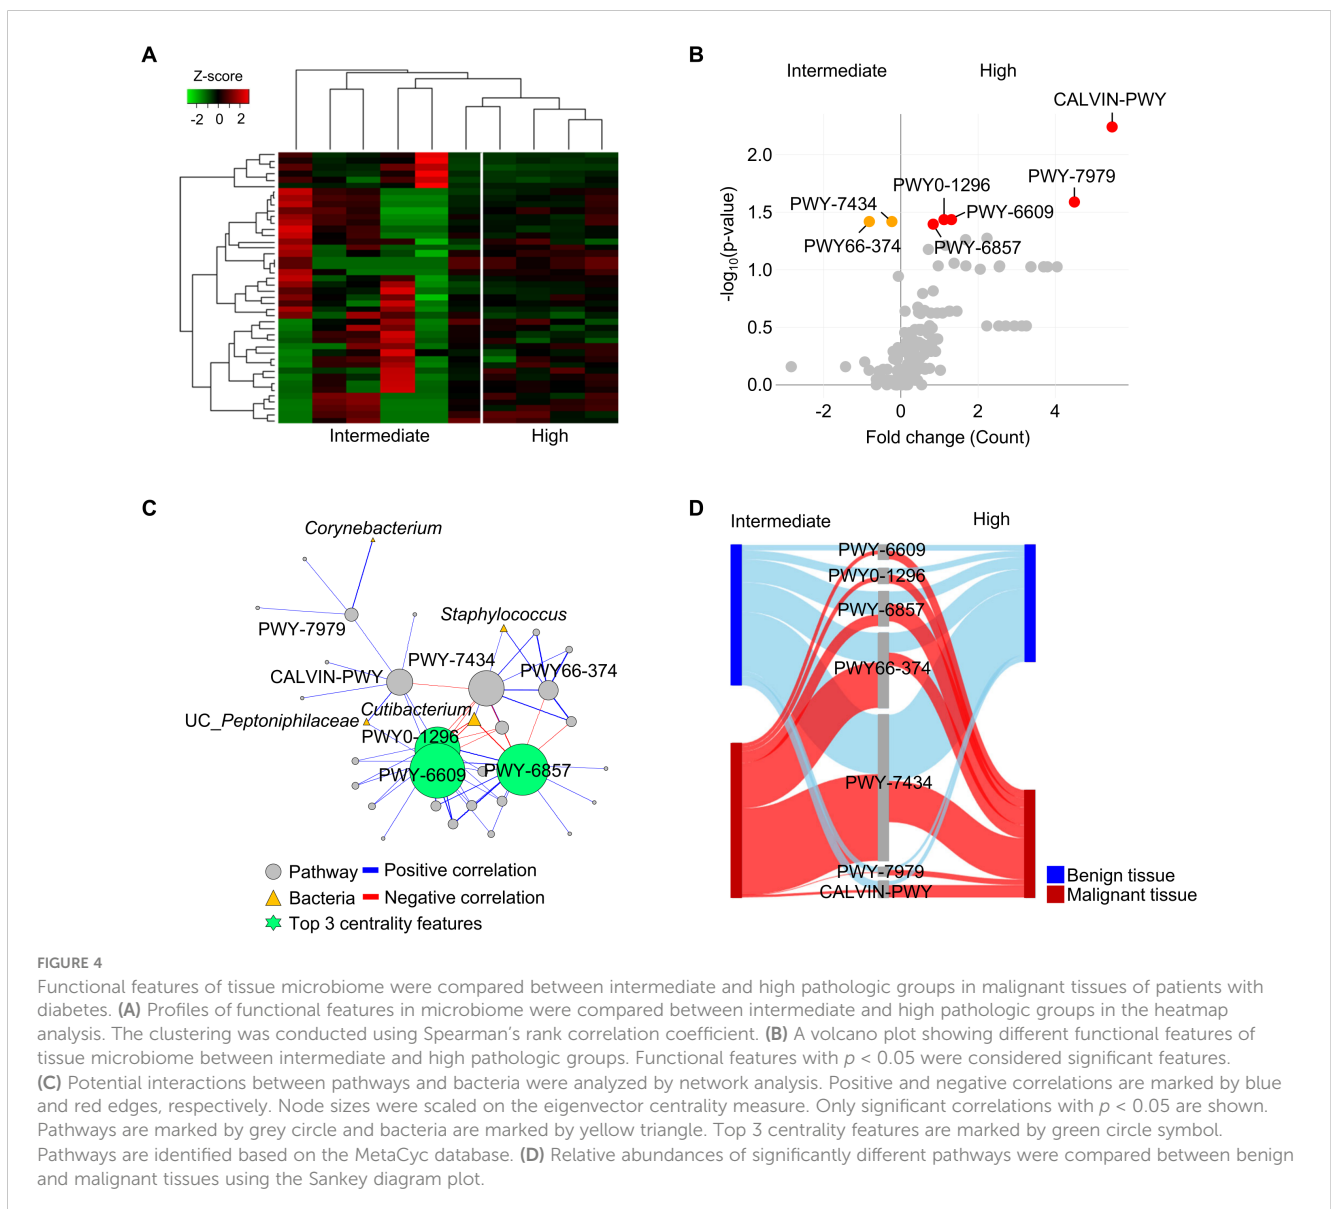 A
Z-score
-2 0 2
Intermediate
High
B
Intermediate
High
CALVIN-PWY
PWY-7979
PWY0-1296
PWY-7434
PWY-6609
PWY66-374
PWY-6857
2.0
1.5
1.0
0.5
0.0
-log10(p-value)
-2 0 2 4
Fold change (Count)
C
Corynebacterium
Staphylococcus
PWY-7979
PWY-7434
PWY66-374
CALVIN-PWY
Cutibacterium
UC_Peptoniphilaceae
PWY0-1296
PWY-6609
PWY-6857
Pathway
Positive correlation
Bacteria
Negative correlation
Top 3 centrality features
D
Intermediate
High
PWY-6609
PWY0-1296
PWY-6857
PWY66-374
PWY-7434
PWY-7979
CALVIN-PWY
Benign tissue
Malignant tissue
FIGURE 4
Functional features of tissue microbiome were compared between intermediate and high pathologic groups in malignant tissues of patients with
diabetes. (A) Profiles of functional features in microbiome were compared between intermediate and high pathologic groups in the heatmap
analysis. The clustering was conducted using Spearman's rank correlation coefficient. (B) A volcano plot showing different functional features of
tissue microbiome between intermediate and high pathologic groups. Functional features with p < 0.05 were considered significant features.
(C) Potential interactions between pathways and bacteria were analyzed by network analysis. Positive and negative correlations are marked by blue
and red edges, respectively. Node sizes were scaled on the eigenvector centrality measure. Only significant correlations with p < 0.05 are shown.
Pathways are marked by grey circle and bacteria are marked by yellow triangle. Top 3 centrality features are marked by green circle symbol.
Pathways are identified based on the MetaCyc database. (D) Relative abundances of significantly different pathways were compared between benign
and malignant tissues using the Sankey diagram plot.